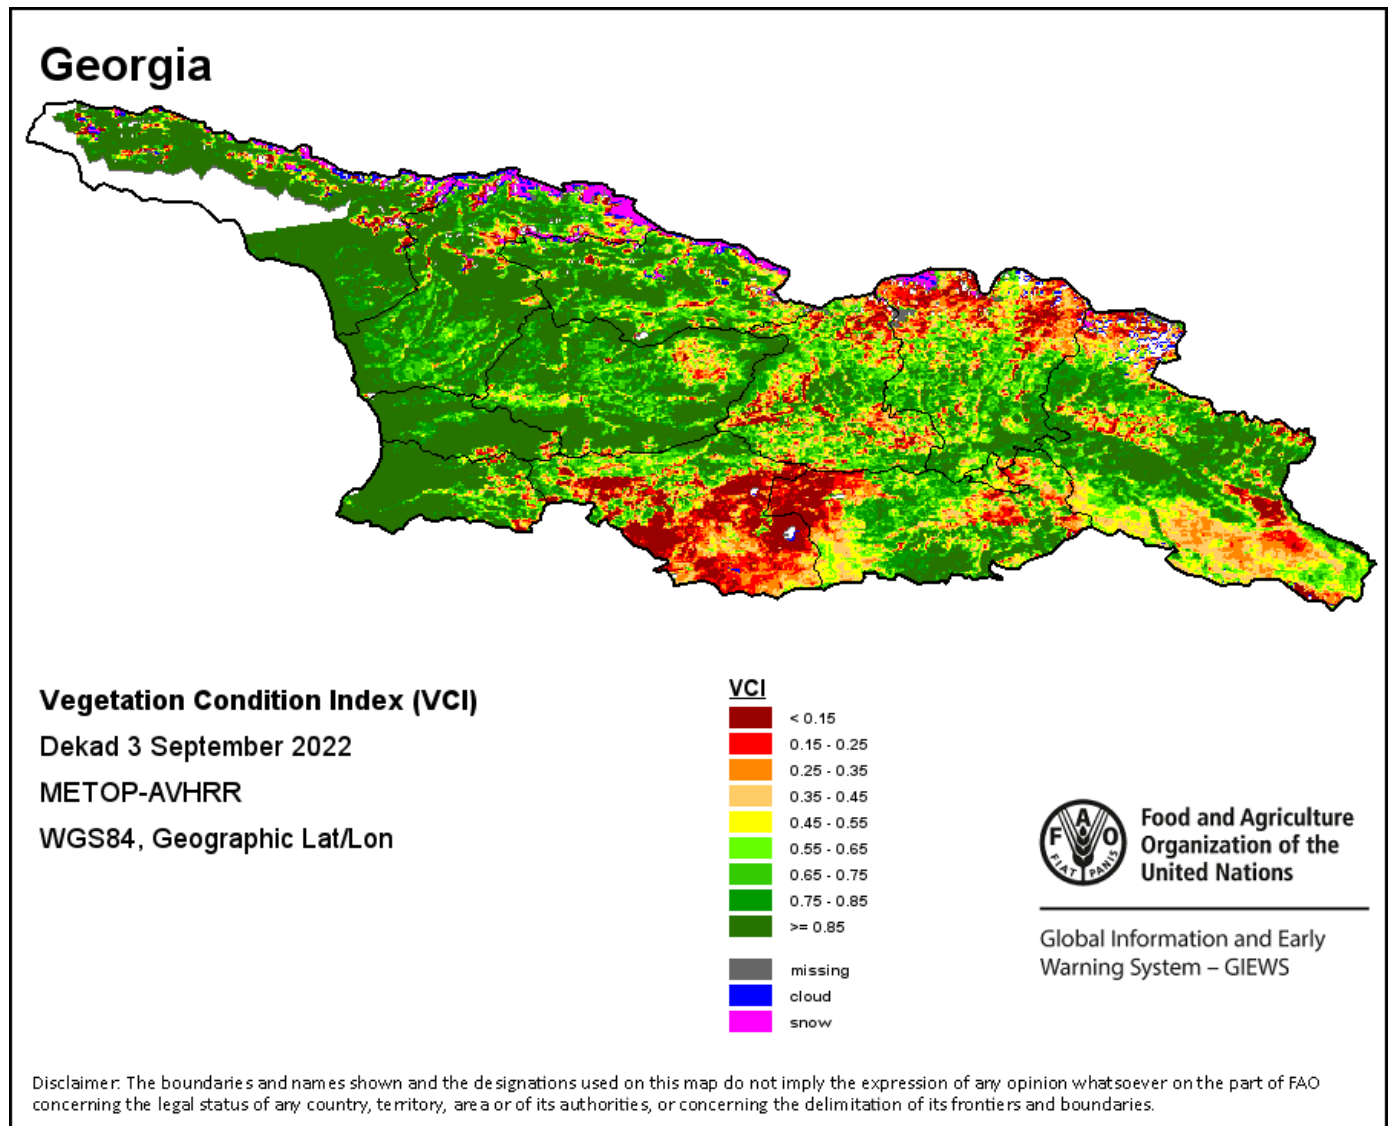 Georgia
Vegetation Condition Index (VCI)
Dekad 3 September 2022
METOP-AVHRR
WGS84, Geographic Lat/Lon
VCI
< 0.15
0.15 - 0.25
0.25 - 0.35
0.35 - 0.45
0.45 - 0.55
0.55 - 0.65
0.65 - 0.75
0.75 - 0.85
>= 0.85
missing
cloud
snow
F A O
FIAT PANIS
Food and Agriculture
Organization of the
United Nations
Global Information and Early
Warning System – GIEWS
Disclaimer: The boundaries and names shown and the designations used on this map do not imply the expression of any opinion whatsoever on the part of FAO
concerning the legal status of any country, territory, area or of its authorities, or concerning the delimitation of its frontiers and boundaries.